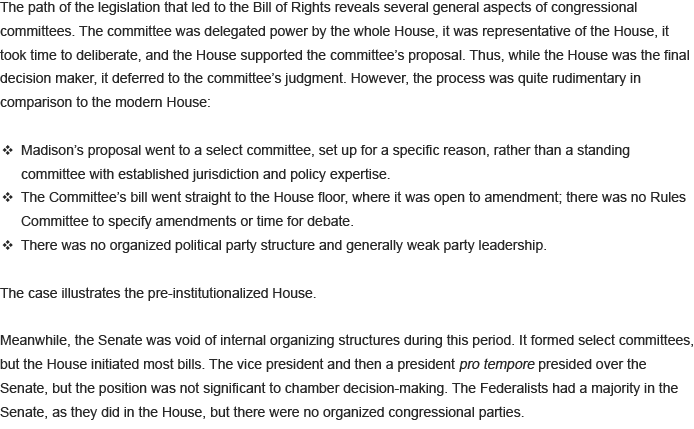 The path of the legislation that led to the Bill of Rights reveals several general aspects of congressional
committees. The committee was delegated power by the whole House, it was representative of the House, it
took time to deliberate, and the House supported the committee’s proposal. Thus, while the House was the final
decision maker, it deferred to the committee’s judgment. However, the process was quite rudimentary in
comparison to the modern House:
❖ Madison’s proposal went to a select committee, set up for a specific reason, rather than a standing
committee with established jurisdiction and policy expertise.
❖ The Committee’s bill went straight to the House floor, where it was open to amendment; there was no Rules
Committee to specify amendments or time for debate.
❖ There was no organized political party structure and generally weak party leadership.
The case illustrates the pre-institutionalized House.
Meanwhile, the Senate was void of internal organizing structures during this period. It formed select committees,
but the House initiated most bills. The vice president and then a president pro tempore presided over the
Senate, but the position was not significant to chamber decision-making. The Federalists had a majority in the
Senate, as they did in the House, but there were no organized congressional parties.